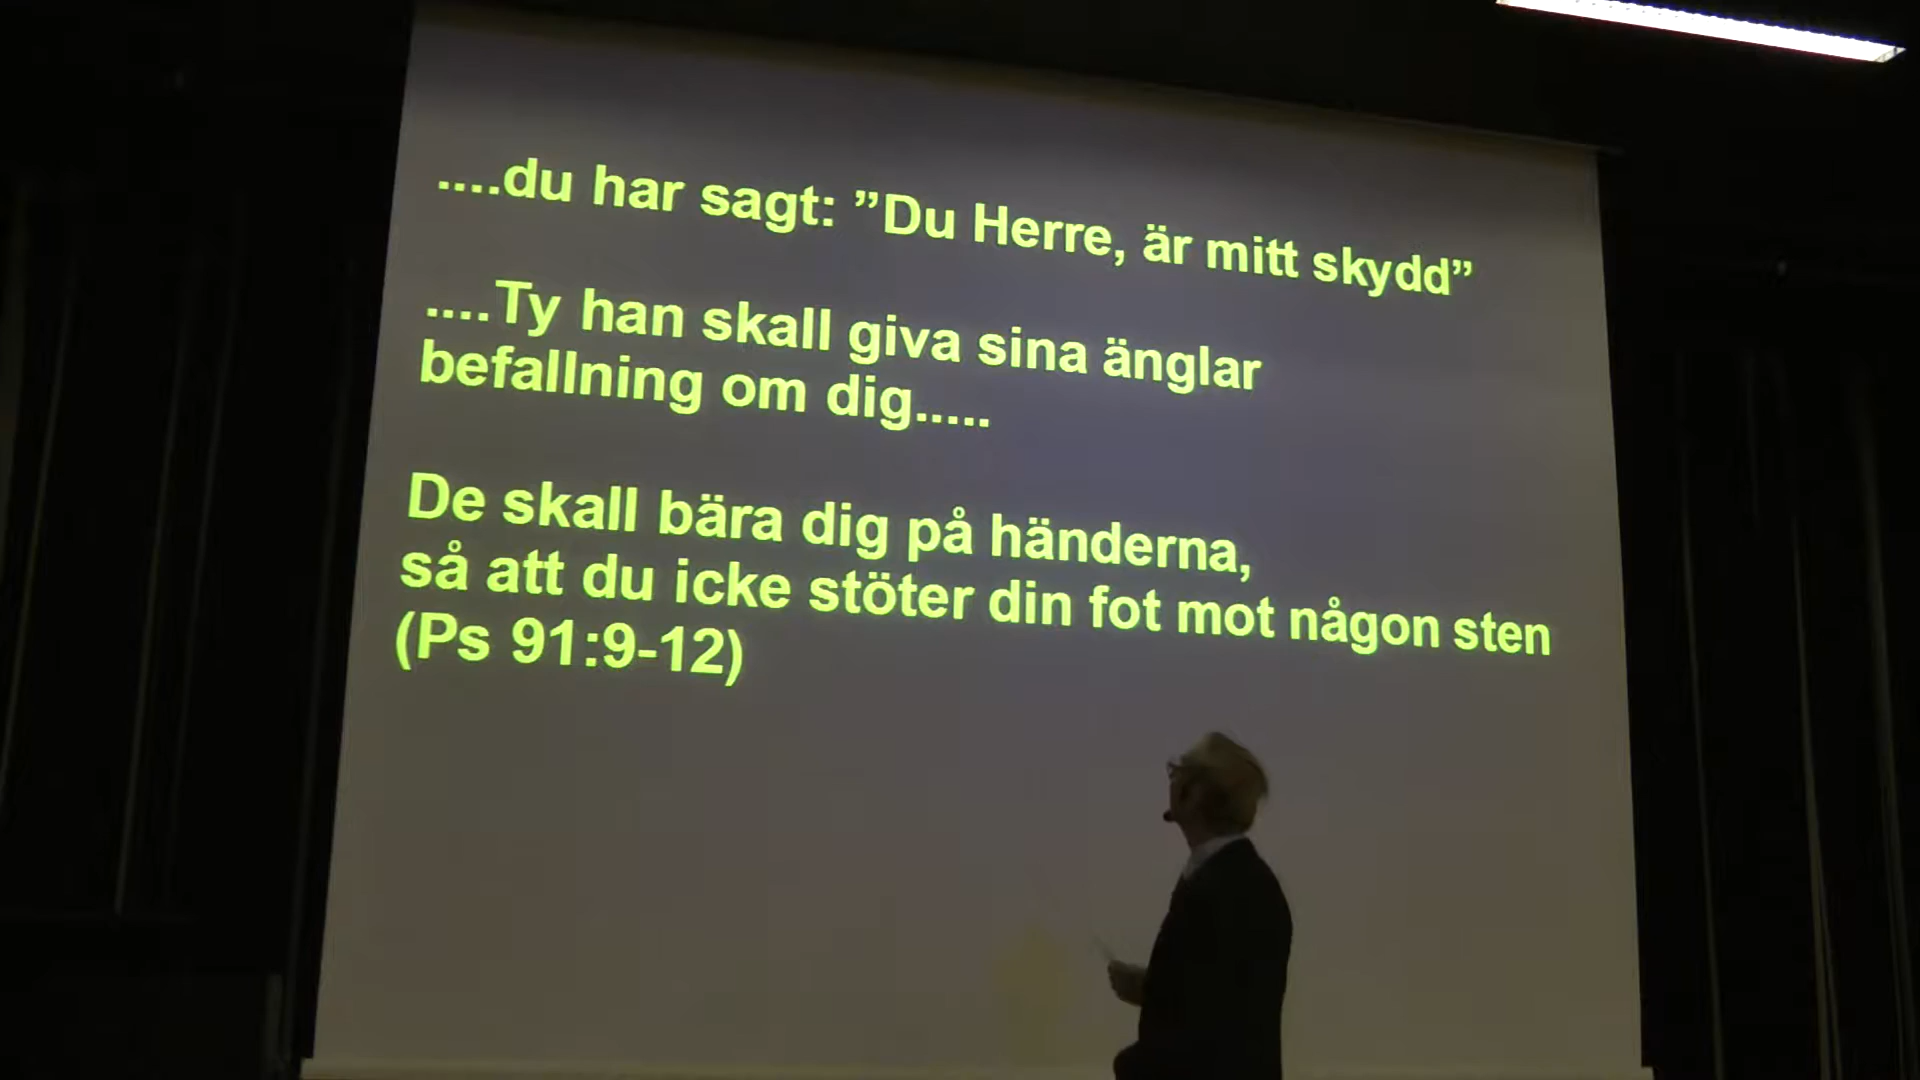 ....du har sagt: ”Du Herre, är mitt skydd”
....Ty han skall giva sina änglar
befallning om dig.....
De skall bära dig på händerna,
så att du icke stöter din fot mot någon sten
(Ps 91:9-12)